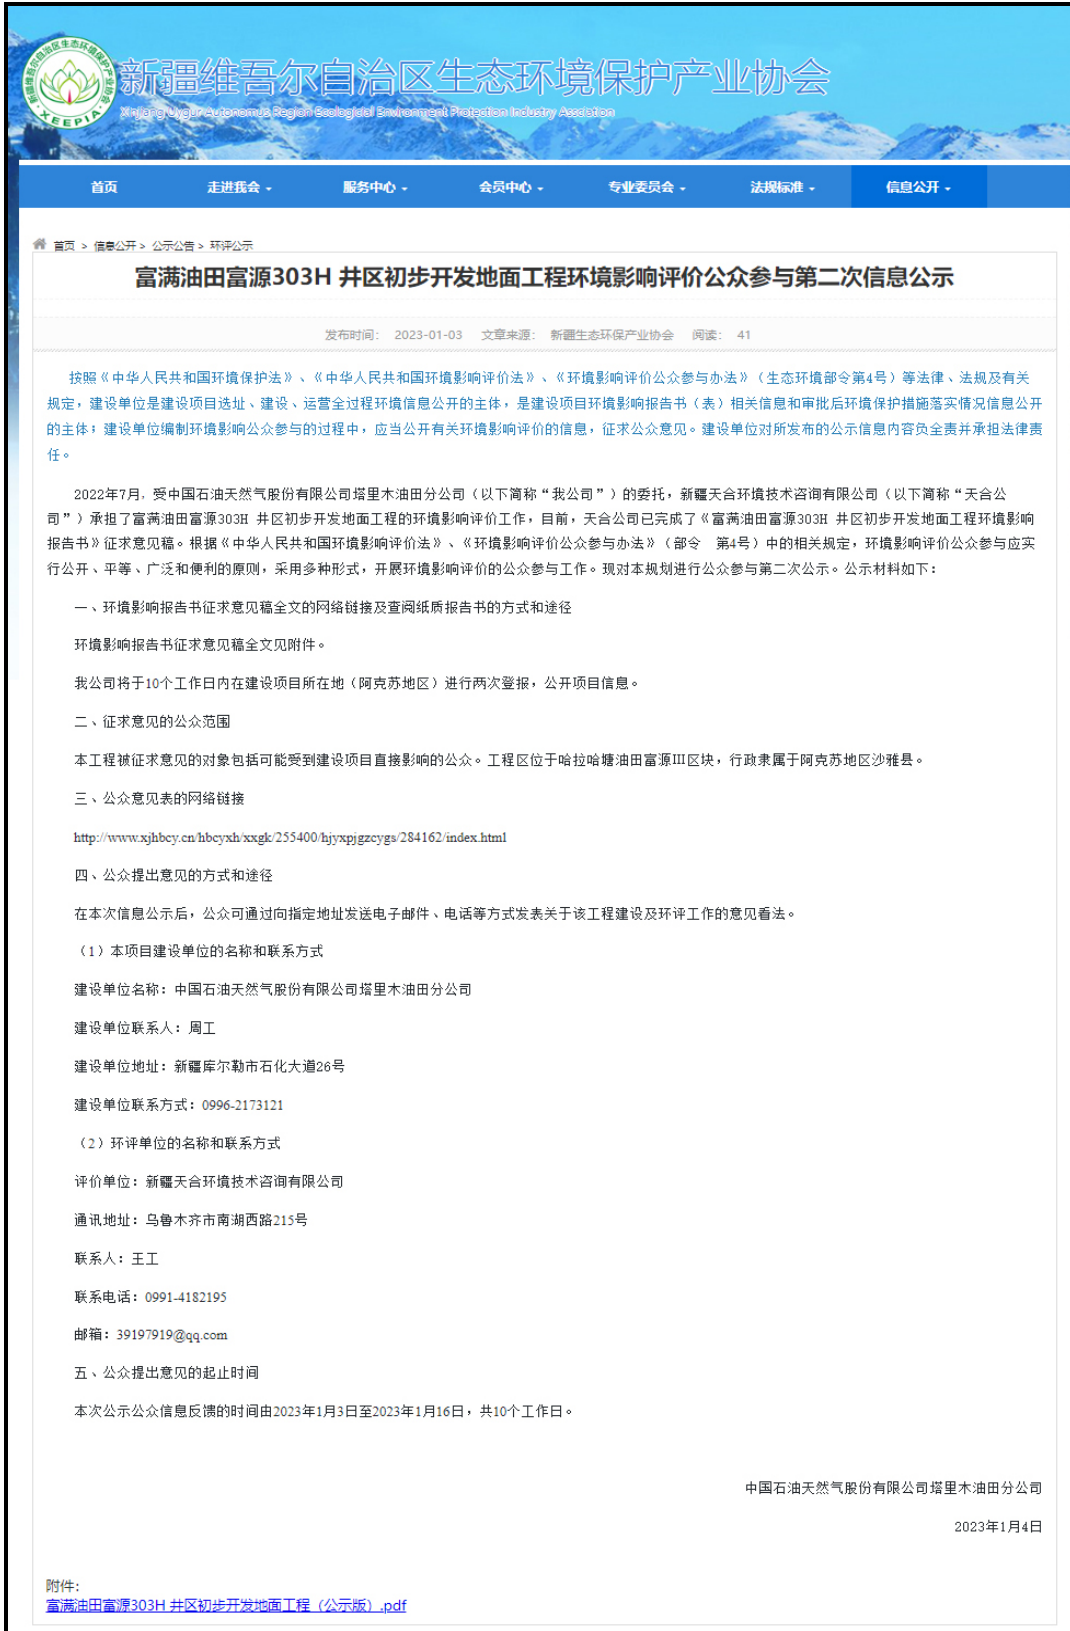 新疆维吾尔自治区生态环境保护产业协会
XEEPIA
新疆维吾尔自治区生态环境保护产业协会
Xinjiang Uygur Autonomus Region Ecologicial Environment Protection Industry Assciation
首页 走进我会 服务中心 会员中心 专业委员会 法规标准 信息公开
首页 > 信息公开 > 公示公告 > 环评公示
富满油田富源303H 井区初步开发地面工程环境影响评价公众参与第二次信息公示
发布时间： 2023-01-03 文章来源： 新疆生态环保产业协会 阅读： 41
按照《中华人民共和国环境保护法》、《中华人民共和国环境影响评价法》、《环境影响评价公众参与办法》（生态环境部令第4号）等法律、法规及有关
规定，建设单位是建设项目选址、建设、运营全过程环境信息公开的主体，是建设项目环境影响报告书（表）相关信息和审批后环境保护措施落实情况信息公开
的主体；建设单位编制环境影响公众参与的过程中，应当公开有关环境影响评价的信息，征求公众意见。建设单位对所发布的公示信息内容负全责并承担法律责
任。
2022年7月，受中国石油天然气股份有限公司塔里木油田分公司（以下简称“我公司”）的委托，新疆天合环境技术咨询有限公司（以下简称“天合公
司”）承担了富满油田富源303H 井区初步开发地面工程的环境影响评价工作，目前，天合公司已完成了《富满油田富源303H 井区初步开发地面工程环境影响
报告书》征求意见稿。根据《中华人民共和国环境影响评价法》、《环境影响评价公众参与办法》（部令 第4号）中的相关规定，环境影响评价公众参与应实
行公开、平等、广泛和便利的原则，采用多种形式，开展环境影响评价的公众参与工作。现对本规划进行公众参与第二次公示。公示材料如下：
一、环境影响报告书征求意见稿全文的网络链接及查阅纸质报告书的方式和途径
环境影响报告书征求意见稿全文见附件。
我公司将于10个工作日内在建设项目所在地（阿克苏地区）进行两次登报，公开项目信息。
二、征求意见的公众范围
本工程被征求意见的对象包括可能受到建设项目直接影响的公众。工程区位于哈拉哈塘油田富源III区块，行政隶属于阿克苏地区沙雅县。
三、公众意见表的网络链接
http://www.xjhbcy.cn/hbcyxh/xxgk/255400/hjyxpjgzcygs/284162/index.html
四、公众提出意见的方式和途径
在本次信息公示后，公众可通过向指定地址发送电子邮件、电话等方式发表关于该工程建设及环评工作的意见看法。
（1）本项目建设单位的名称和联系方式
建设单位名称：中国石油天然气股份有限公司塔里木油田分公司
建设单位联系人：周工
建设单位地址：新疆库尔勒市石化大道26号
建设单位联系方式：0996-2173121
（2）环评单位的名称和联系方式
评价单位：新疆天合环境技术咨询有限公司
通讯地址：乌鲁木齐市南湖西路215号
联系人：王工
联系电话：0991-4182195
邮箱：39197919@qq.com
五、公众提出意见的起止时间
本次公示公众信息反馈的时间由2023年1月3日至2023年1月16日，共10个工作日。
中国石油天然气股份有限公司塔里木油田分公司
2023年1月4日
附件：
富满油田富源303H 井区初步开发地面工程（公示版）.pdf